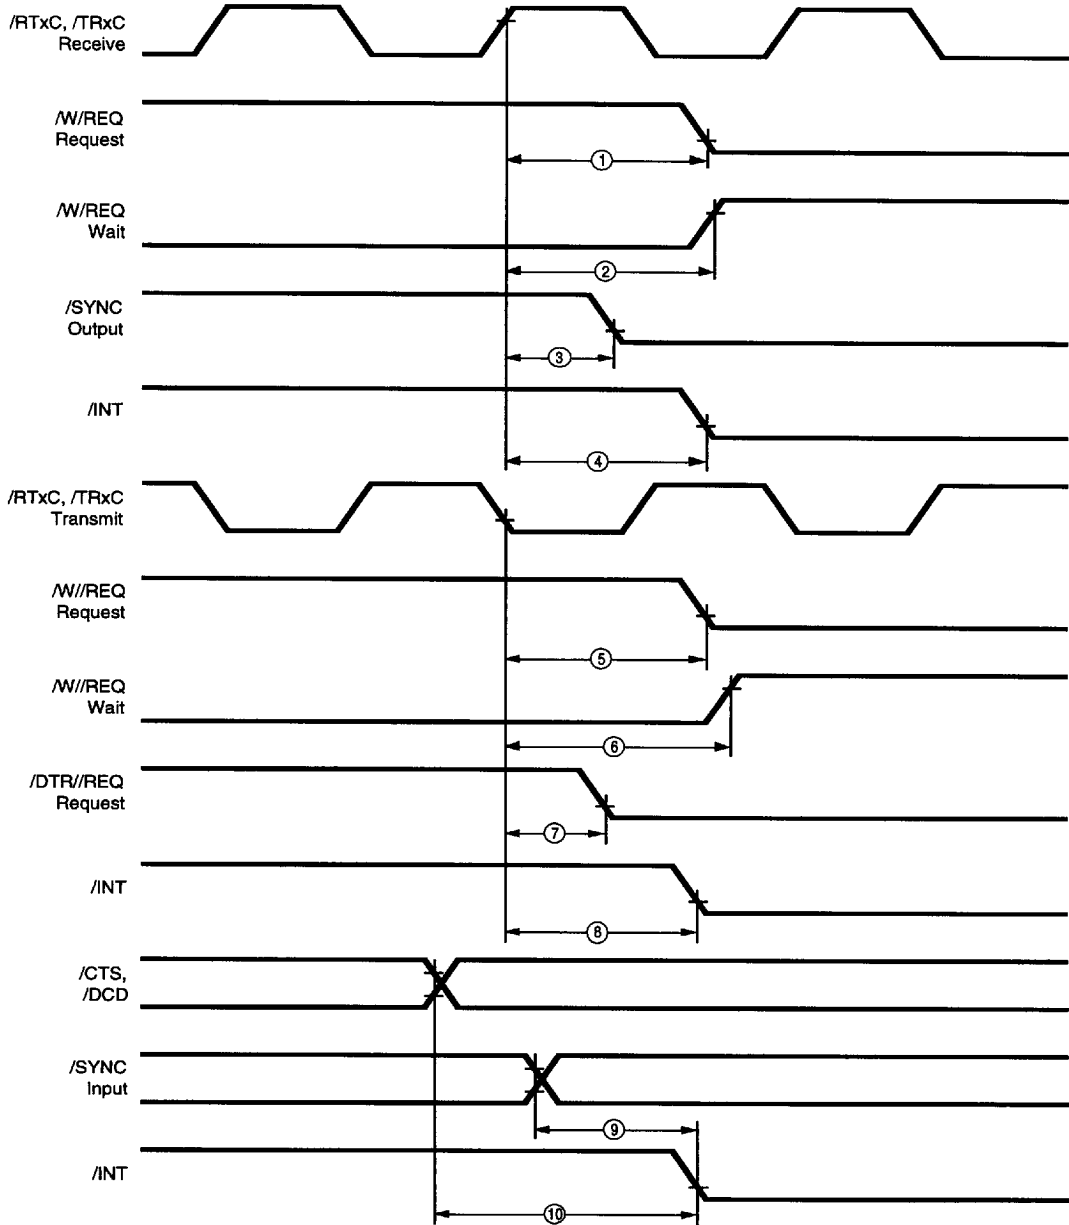 /RTxC, /TRxC
Receive
/W/REQ
Request
1
/W/REQ
Wait
2
/SYNC
Output
3
/INT
4
/RTxC, /TRxC
Transmit
/W//REQ
Request
5
/W//REQ
Wait
6
/DTR//REQ
Request
7
/INT
8
/CTS,
/DCD
/SYNC
Input
9
/INT
10